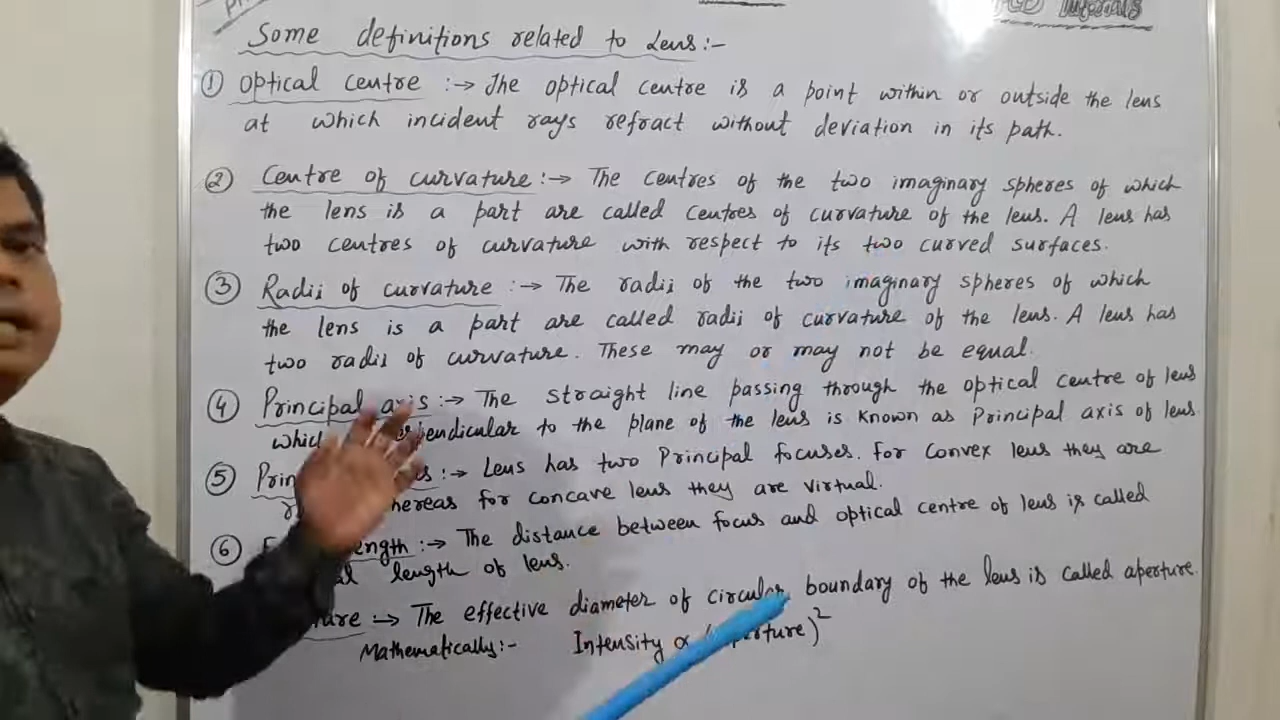 Some definitions related to Lens:-
① Optical centre :→ The optical centre is a point within or outside the lens
at which incident rays refract without deviation in its path.
② Centre of curvature :→ The centres of the two imaginary spheres of which
the lens is a part are called centres of curvature of the lens. A lens has
two centres of curvature with respect to its two curved surfaces.
③ Radii of curvature :→ The radii of the two imaginary spheres of which
the lens is a part are called radii of curvature of the lens. A lens has
two radii of curvature. These may or may not be equal.
④ Principal axis :→ The straight line passing through the optical centre of lens
which perpendicular to the plane of the lens is known as Principal axis of lens.
⑤ :→ Lens has two Principal focuses. For convex lens they are
whereas for concave lens they are virtual.
⑥ :→ The distance between focus and optical centre of lens is called
length of lens.
:→ The effective diameter of circular boundary of the lens is called aperture.
Mathematically:- Intensity ∝ (aperture)²